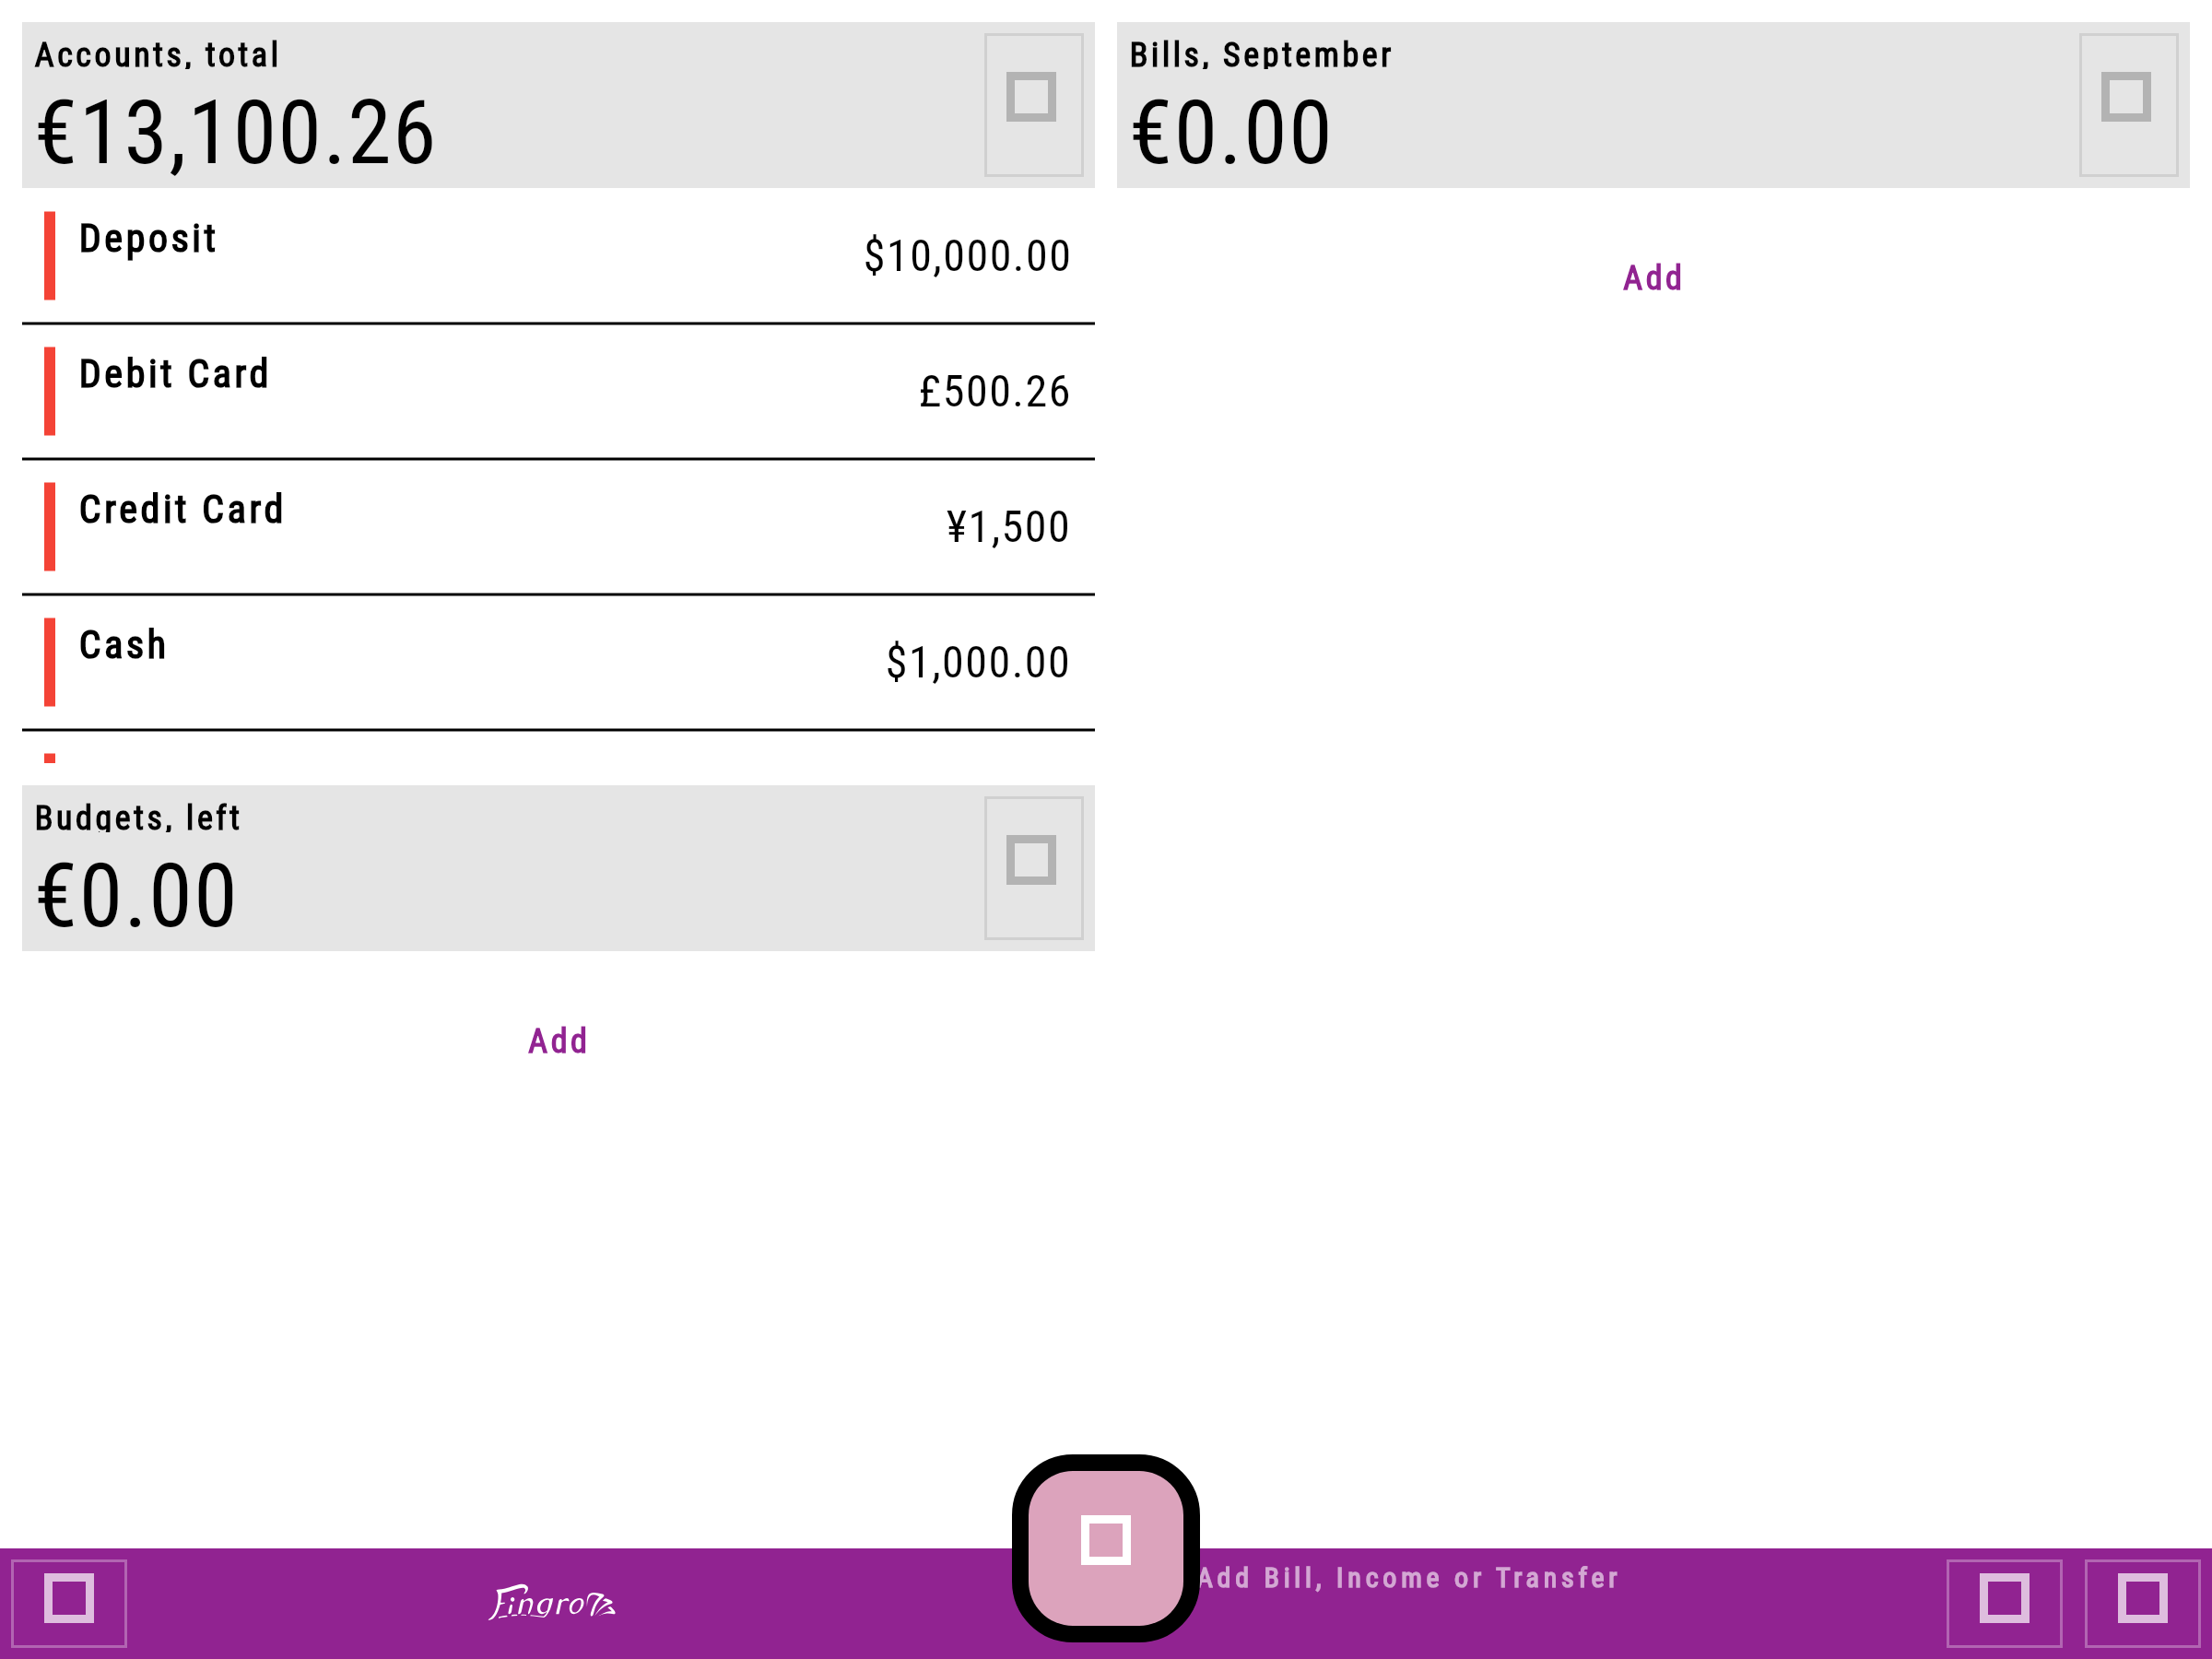 Accounts, total
€13,100.26
Deposit
$10,000.00
Debit Card
£500.26
Credit Card
¥1,500
Cash
$1,000.00
Budgets, left
€0.00
Add
Bills, September
€0.00
Add
Fingro
Add Bill, Income or Transfer